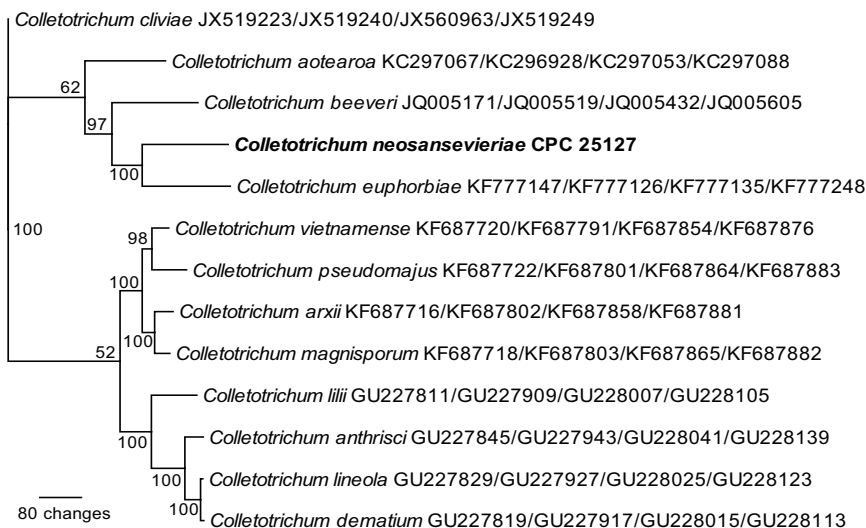 Colletotrichum cliviae JX519223/JX519240/JX560963/JX519249
Colletotrichum aotearoa KC297067/KC296928/KC297053/KC297088
62
Colletotrichum beeveri JQ005171/JQ005519/JQ005432/JQ005605
97
Colletotrichum neosansevieriae CPC 25127
100
Colletotrichum euphorbiae KF777147/KF777126/KF777135/KF777248
100
Colletotrichum vietnamense KF687720/KF687791/KF687854/KF687876
98
Colletotrichum pseudomajus KF687722/KF687801/KF687864/KF687883
100
Colletotrichum arxii KF687716/KF687802/KF687858/KF687881
100
Colletotrichum magnisporum KF687718/KF687803/KF687865/KF687882
52
Colletotrichum lilii GU227811/GU227909/GU228007/GU228105
100
Colletotrichum anthrisci GU227845/GU227943/GU228041/GU228139
100
Colletotrichum lineola GU227829/GU227927/GU228025/GU228123
100
Colletotrichum dematium GU227819/GU227917/GU228015/GU228113
80 changes